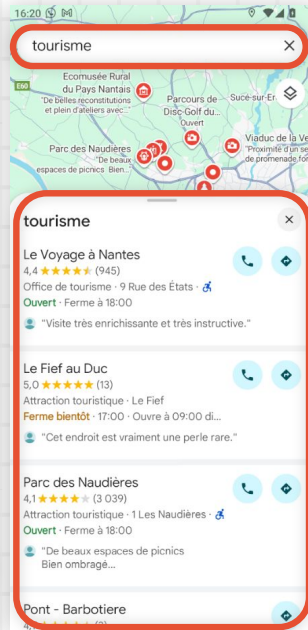 16:20
tourisme
E60
Ecomusée Rural
du Pays Nantais
"De belles reconstitutions
et plein d'ateliers avec...
Parcours de
Disc-Golf du...
Ouvert
Sucé-sur-Er
Parc des Naudières
"De beaux
espaces de picnics Bien...
Viaduc de la Ve
"Proximité d'un se
de promenade for
tourisme
Le Voyage à Nantes
4,4 ★★★★★ (945)
Office de tourisme · 9 Rue des États ·
Ouvert · Ferme à 18:00
"Visite très enrichissante et très instructive."
Le Fief au Duc
5,0 ★★★★★ (13)
Attraction touristique · Le Fief
Ferme bientôt · 17:00 · Ouvre à 09:00 di...
"Cet endroit est vraiment une perle rare."
Parc des Naudières
4,1 ★★★★★ (3 039)
Attraction touristique · 1 Les Naudières ·
Ouvert · Ferme à 18:00
"De beaux espaces de picnics
Bien ombragé...
Pont - Barbotiere